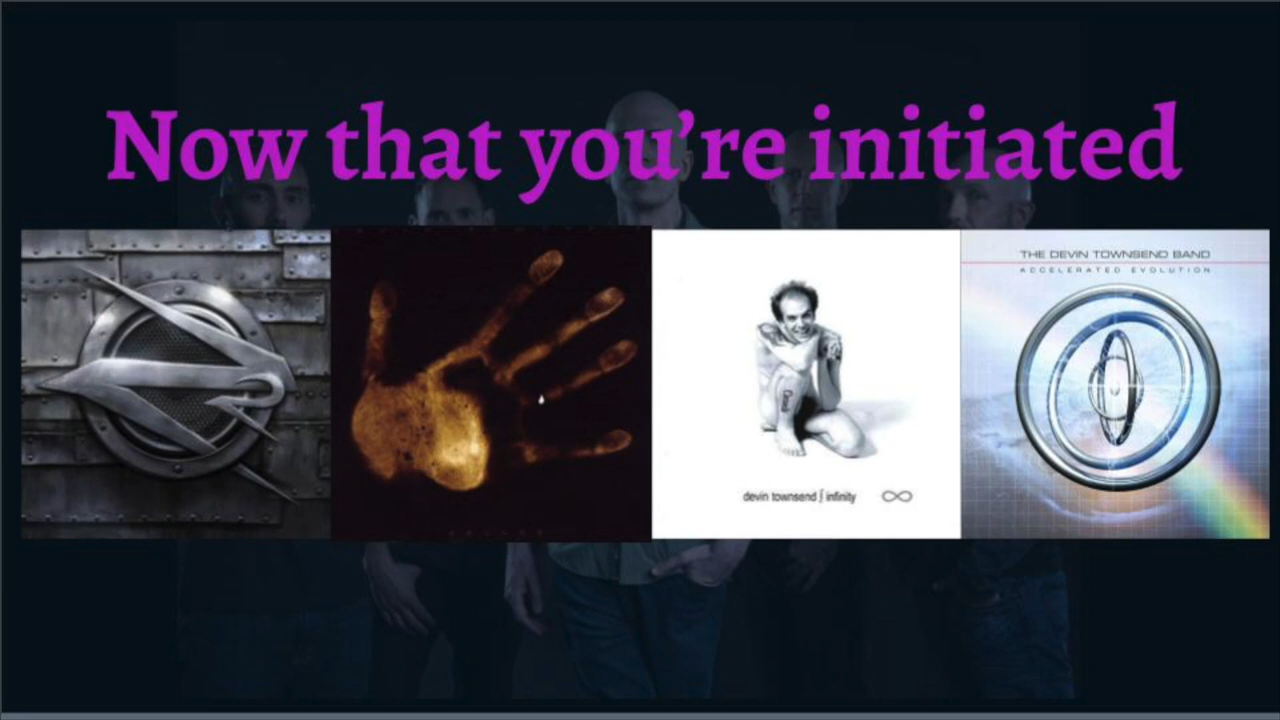 Now that you’re initiated
devin townsend ∫ infinity ∞
THE DEVIN TOWNSEND BAND
ACCELERATED EVOLUTION